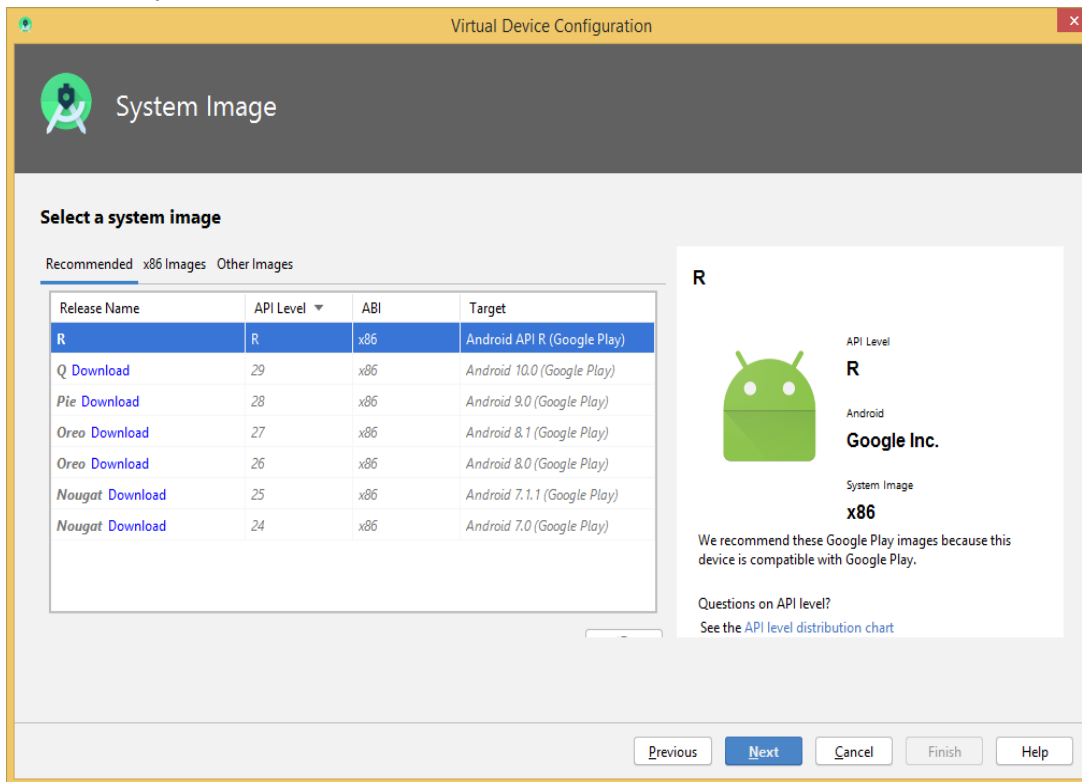 Virtual Device Configuration
System Image
Select a system image
Recommended x86 Images Other Images
Release Name API Level ABI Target
R R x86 Android API R (Google Play)
Q Download 29 x86 Android 10.0 (Google Play)
Pie Download 28 x86 Android 9.0 (Google Play)
Oreo Download 27 x86 Android 8.1 (Google Play)
Oreo Download 26 x86 Android 8.0 (Google Play)
Nougat Download 25 x86 Android 7.1.1 (Google Play)
Nougat Download 24 x86 Android 7.0 (Google Play)
R
API Level
R
Android
Google Inc.
System Image
x86
We recommend these Google Play images because this
device is compatible with Google Play.
Questions on API level?
See the API level distribution chart
Previous Next Cancel Finish Help